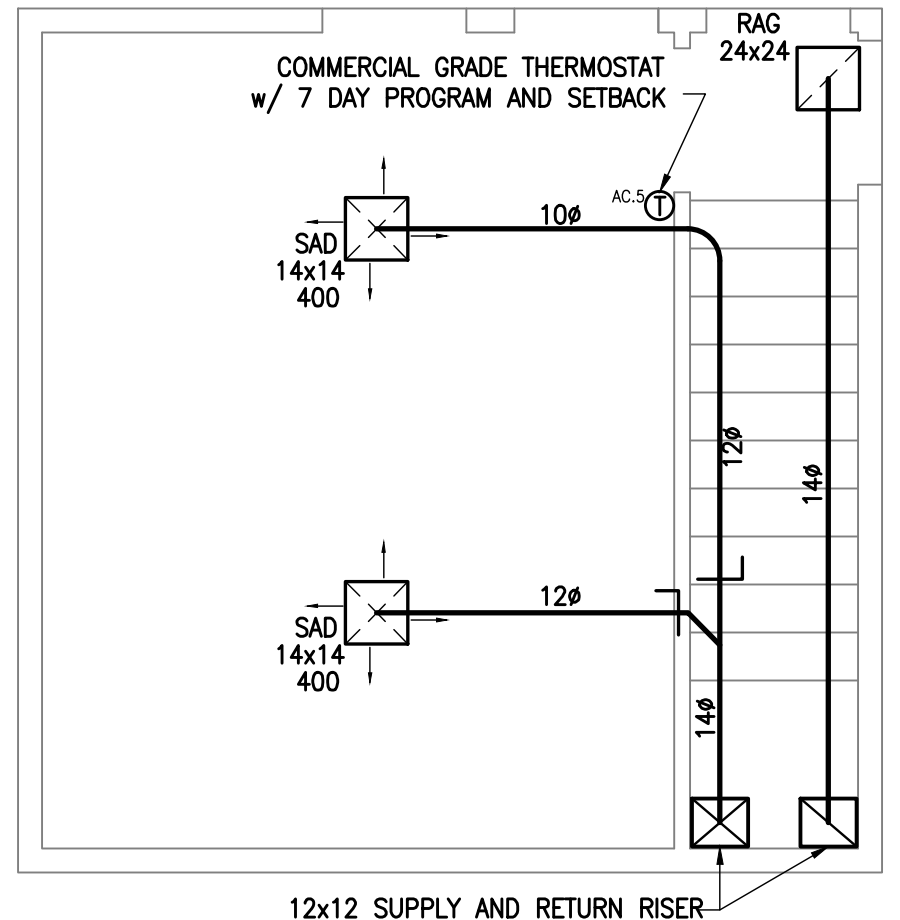 RAG
24x24
COMMERCIAL GRADE THERMOSTAT
w/ 7 DAY PROGRAM AND SETBACK
AC.5
T
10ø
SAD
14x14
400
12ø
14ø
12ø
SAD
14x14
400
14ø
12x12 SUPPLY AND RETURN RISER